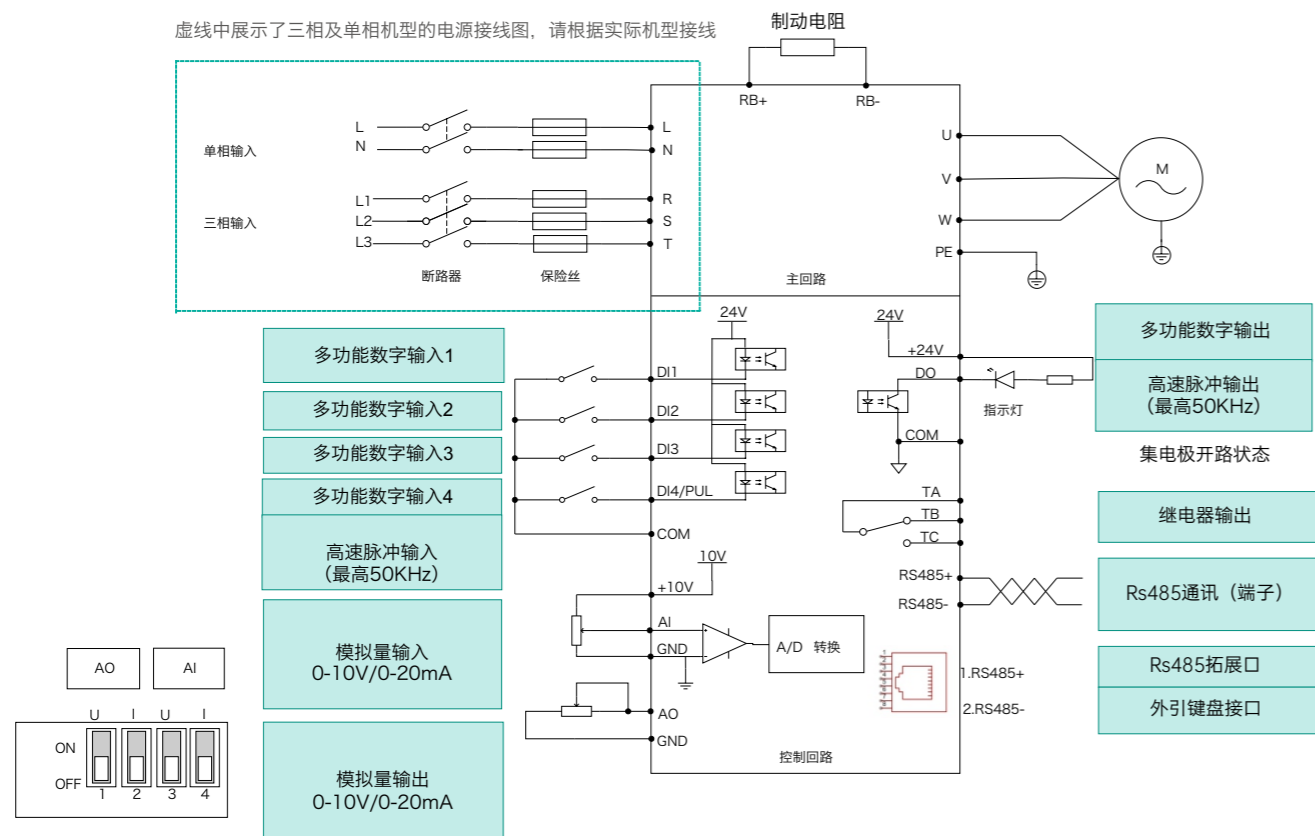 虚线中展示了三相及单相机型的电源接线图，请根据实际机型接线
制动电阻
RB+
RB-
单相输入
L
N
L
N
三相输入
L1
L2
L3
R
S
T
断路器
保险丝
主回路
U
V
W
PE
M
多功能数字输入1
多功能数字输入2
多功能数字输入3
多功能数字输入4
高速脉冲输入
（最高50KHz）
模拟量输入
0-10V/0-20mA
模拟量输出
0-10V/0-20mA
24V
DI1
DI2
DI3
DI4/PUL
COM
10V
+10V
AI
GND
A/D 转换
AO
GND
控制回路
24V
+24V
DO
指示灯
COM
TA
TB
TC
RS485+
RS485-
1.RS485+
2.RS485-
多功能数字输出
高速脉冲输出
（最高50KHz）
集电极开路状态
继电器输出
Rs485通讯（端子）
Rs485拓展口
外引键盘接口
AO
AI
U I U I
ON
OFF
1 2 3 4